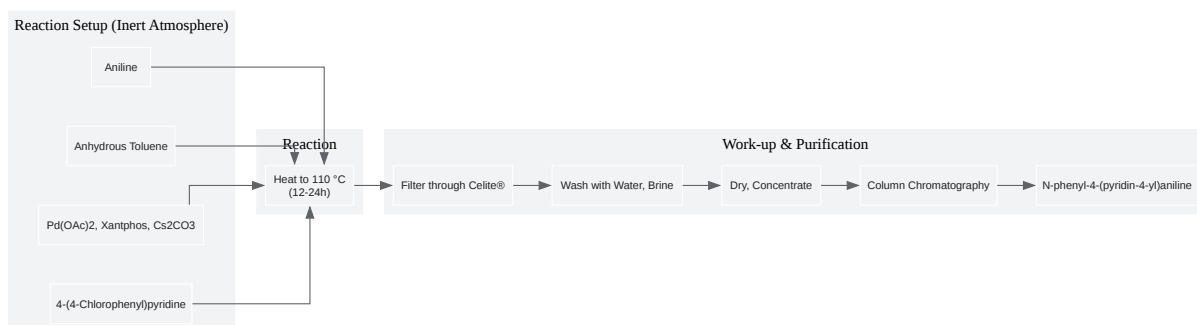 Reaction Setup (Inert Atmosphere)
Aniline
Anhydrous Toluene
Pd(OAc)2, Xantphos, Cs2CO3
4-(4-Chlorophenyl)pyridine
Reaction
Heat to 110 °C
(12-24h)
Work-up & Purification
Filter through Celite®
Wash with Water, Brine
Dry, Concentrate
Column Chromatography
N-phenyl-4-(pyridin-4-yl)aniline